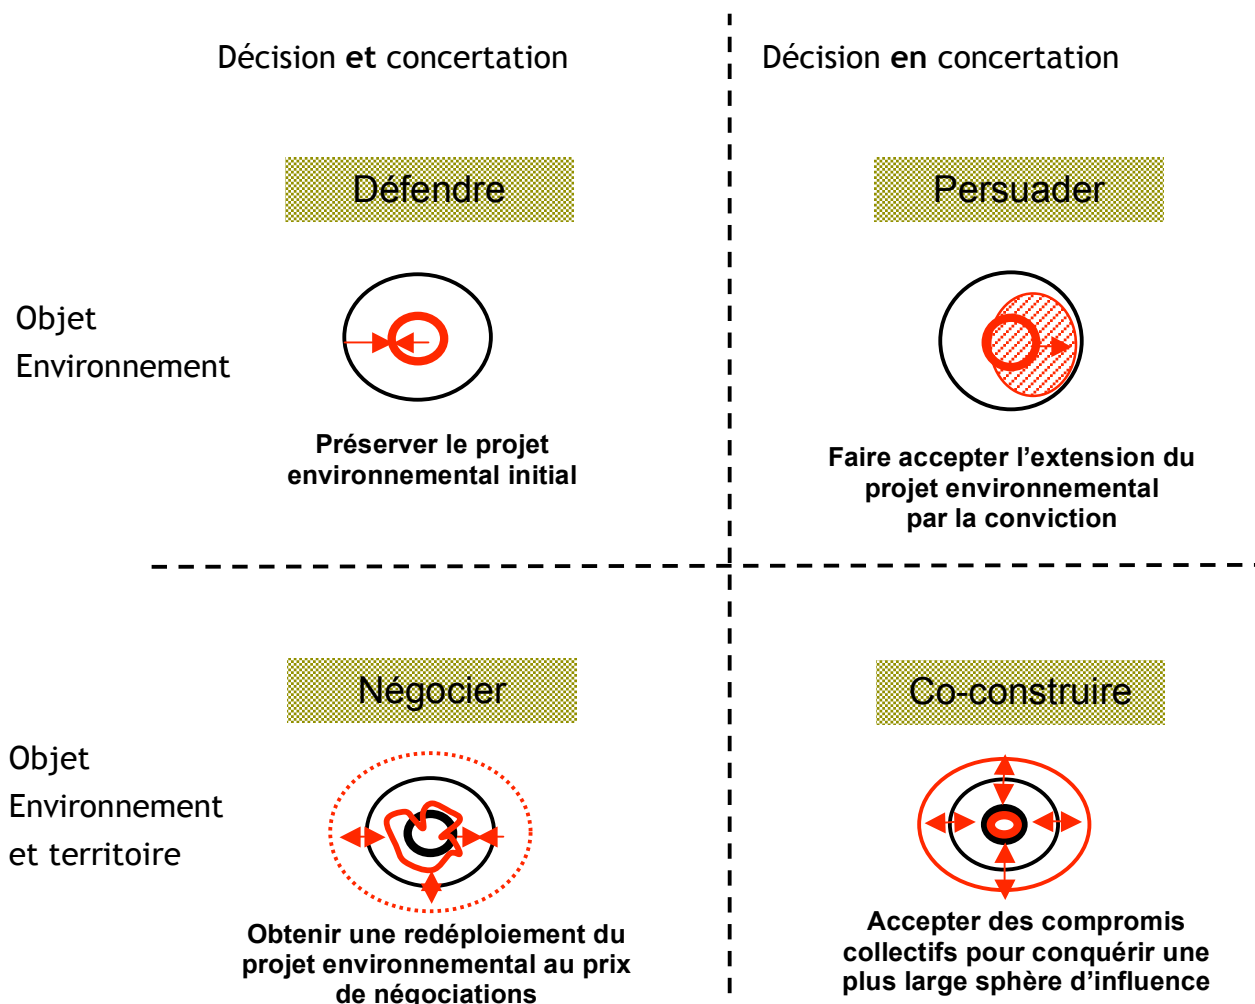 Décision et concertation
Décision en concertation
Défendre
Persuader
Objet
Environnement
Préserver le projet
environnemental initial
Faire accepter l’extension du
projet environnemental
par la conviction
Négocier
Co-construire
Objet
Environnement
et territoire
Obtenir une redéploiement du
projet environnemental au prix
de négociations
Accepter des compromis
collectifs pour conquérir une
plus large sphère d’influence